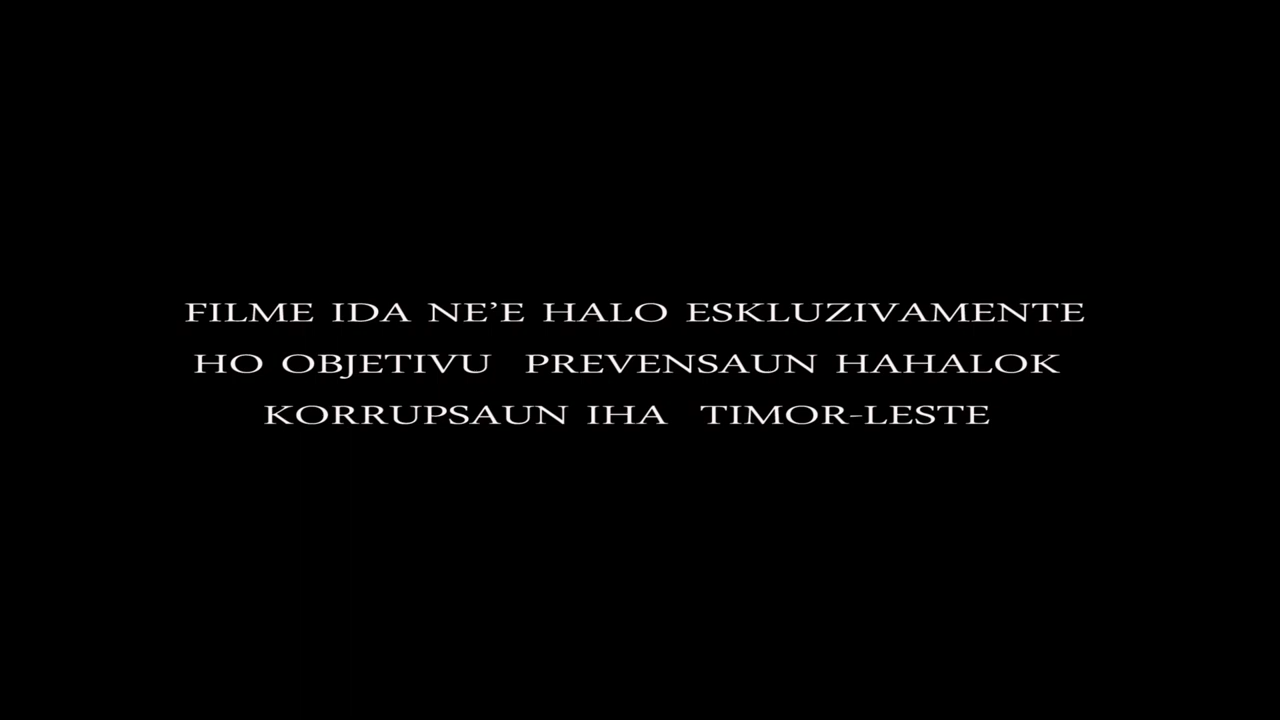 FILME IDA NE’E HALO ESKLUZIVAMENTE
HO OBJETIVU PREVENSAUN HAHALOK
KORRUPSAUN IHA TIMOR-LESTE